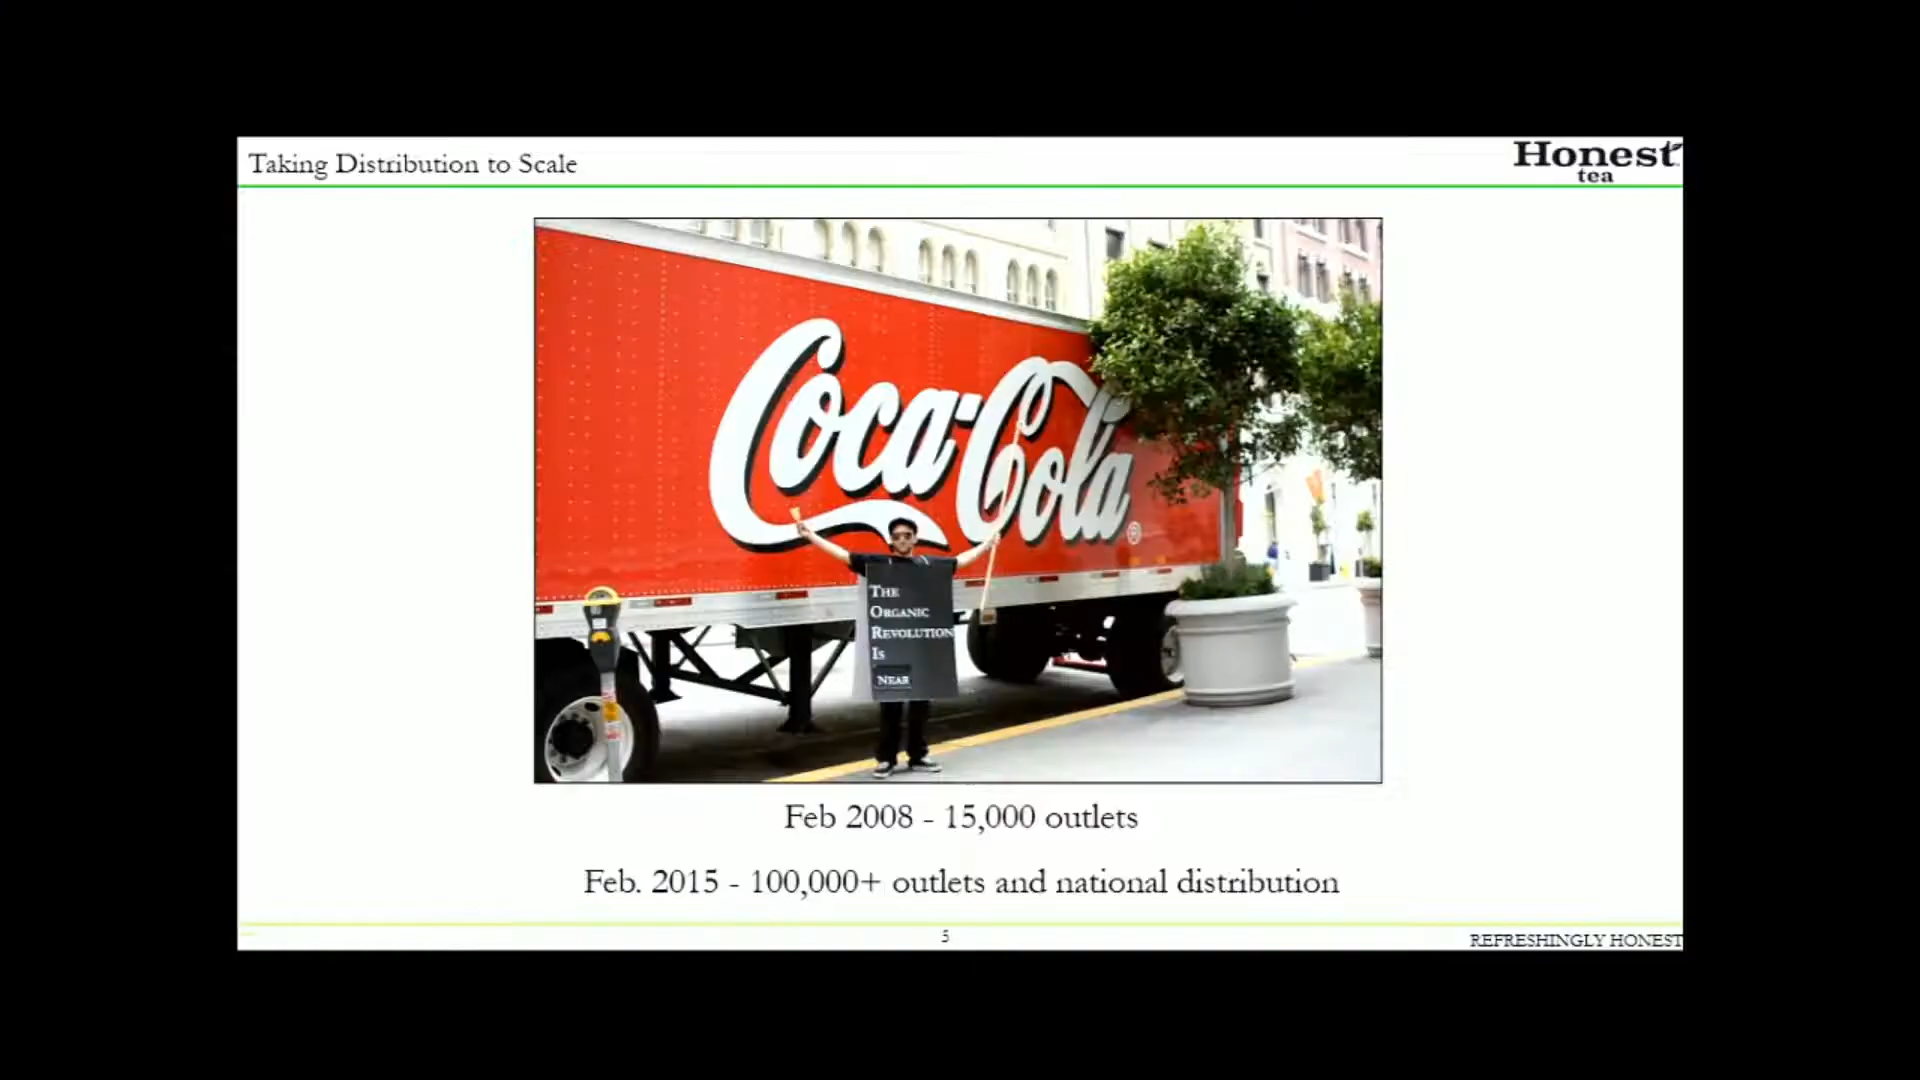 Taking Distribution to Scale
Honest
tea
Coca-Cola
®
THE
ORGANIC
REVOLUTION
IS
NEAR
Feb 2008 - 15,000 outlets
Feb. 2015 - 100,000+ outlets and national distribution
5
REFRESHINGLY HONEST